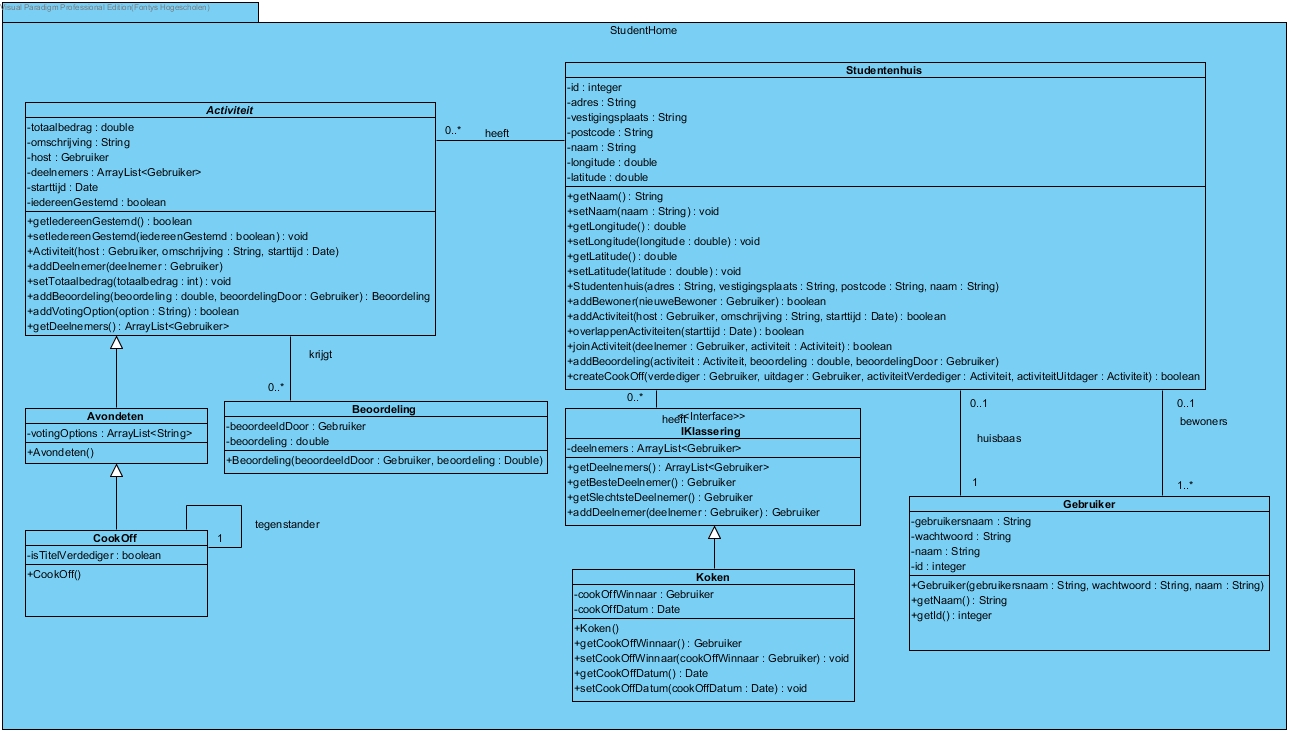 Visual Paradigm Professional Edition(Fontys Hogescholen)
StudentHome
Activiteit
-totaalbedrag : double
-omschrijving : String
-host : Gebruiker
-deelnemers : ArrayList<Gebruiker>
-starttijd : Date
-iedereenGestemd : boolean
+getIedereenGestemd() : boolean
+setIedereenGestemd(iedereenGestemd : boolean) : void
+Activiteit(host : Gebruiker, omschrijving : String, starttijd : Date)
+addDeelnemer(deelnemer : Gebruiker)
+setTotaalbedrag(totaalbedrag : int) : void
+addBeoordeling(beoordeling : double, beoordelingDoor : Gebruiker) : Beoordeling
+addVotingOption(option : String) : boolean
+getDeelnemers() : ArrayList<Gebruiker>
0..*
heeft
Studentenhuis
-id : integer
-adres : String
-vestigingsplaats : String
-postcode : String
-naam : String
-longitude : double
-latitude : double
+getNaam() : String
+setNaam(naam : String) : void
+getLongitude() : double
+setLongitude(longitude : double) : void
+getLatitude() : double
+setLatitude(latitude : double) : void
+Studentenhuis(adres : String, vestigingsplaats : String, postcode : String, naam : String)
+addBewoner(nieuweBewoner : Gebruiker) : boolean
+addActiviteit(host : Gebruiker, omschrijving : String, starttijd : Date) : boolean
+overlappenActiviteiten(starttijd : Date) : boolean
+joinActiviteit(deelnemer : Gebruiker, activiteit : Activiteit) : boolean
+addBeoordeling(activiteit : Activiteit, beoordeling : double, beoordelingDoor : Gebruiker)
+createCookOff(verdediger : Gebruiker, uitdager : Gebruiker, activiteitVerdediger : Activiteit, activiteitUitdager : Activiteit) : boolean
krijgt
0..*
Avondeten
-votingOptions : ArrayList<String>
+Avondeten()
Beoordeling
-beoordeeldDoor : Gebruiker
-beoordeling : double
+Beoordeling(beoordeeldDoor : Gebruiker, beoordeling : Double)
CookOff
-isTitelVerdediger : boolean
+CookOff()
1
tegenstander
0..*
heeft
<<Interface>>
IKlassering
-deelnemers : ArrayList<Gebruiker>
+getDeelnemers() : ArrayList<Gebruiker>
+getBesteDeelnemer() : Gebruiker
+getSlechtsteDeelnemer() : Gebruiker
+addDeelnemer(deelnemer : Gebruiker) : Gebruiker
Koken
-cookOffWinnaar : Gebruiker
-cookOffDatum : Date
+Koken()
+getCookOffWinnaar() : Gebruiker
+setCookOffWinnaar(cookOffWinnaar : Gebruiker) : void
+getCookOffDatum() : Date
+setCookOffDatum(cookOffDatum : Date) : void
0..1
huisbaas
1
0..1
bewoners
1..*
Gebruiker
-gebruikersnaam : String
-wachtwoord : String
-naam : String
-id : integer
+Gebruiker(gebruikersnaam : String, wachtwoord : String, naam : String)
+getNaam() : String
+getId() : integer